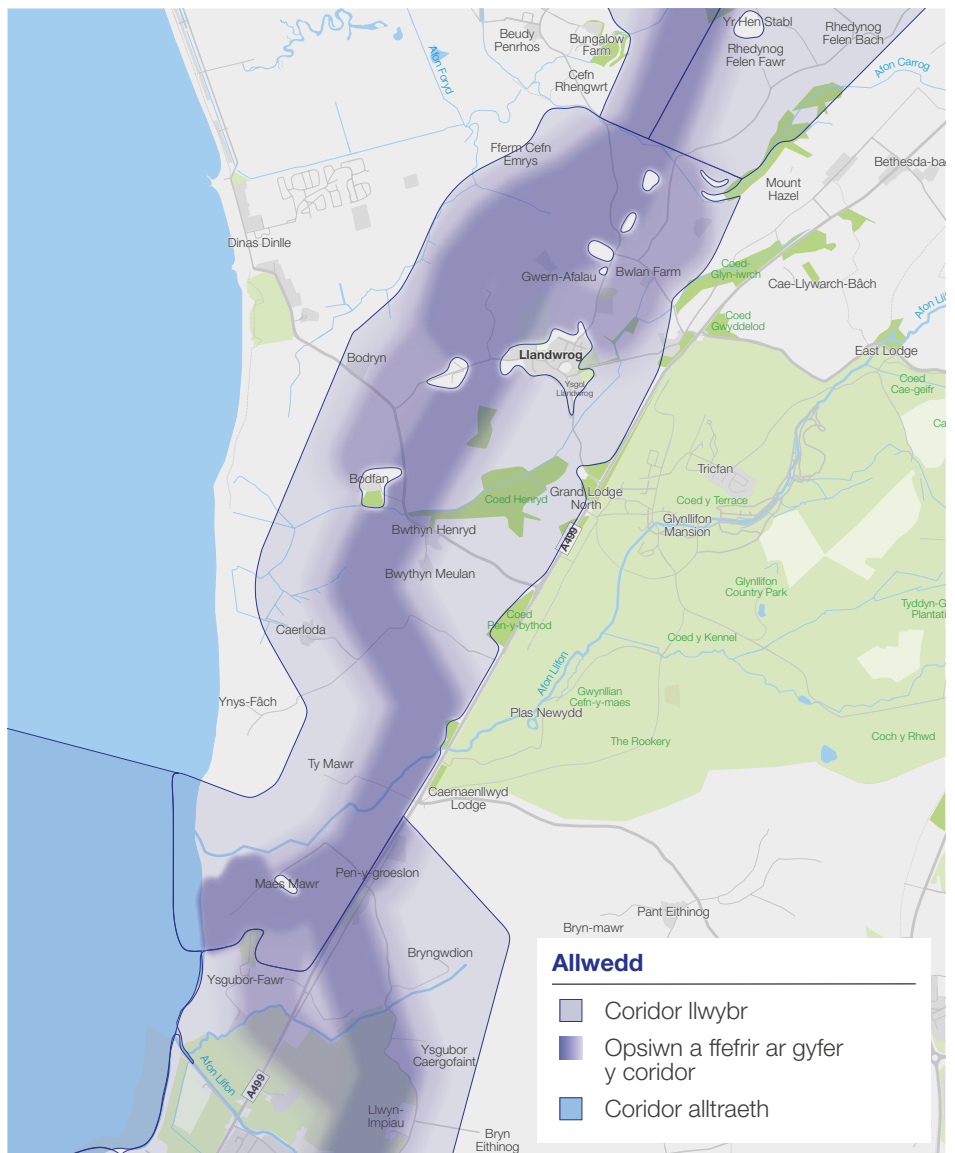 Yr Hen Stabl
Beudy
Penrhos
Bungalow
Farm
Rhedynog
Felen Bach
Rhedynog
Felen Fawr
Afon Foryd
Cefn
Rhengwrt
Afon Carrog
Fferm Cefn
Emrys
Mount
Hazel
Dinas Dinlle
Gwern-Afalau
Bwlan Farm
Coed-
Glyn-iwrch
Cae-Llywarch-Bâch
Coed
Gwyddelod
Bodryn
Llandwrog
East Lodge
Ysgol
Llandwrog
Coed
Cae-geifr
Bodfan
Tricfan
Coed Henryd
Grand Lodge
North
Coed y Terrace
Glynllifon
Mansion
Bwthyn Henryd
A499
Bwythyn Meulan
Glynllifon
Country Park
Coed
Pen-y-bythod
Caerloda
Coed y Kennel
Afon Llifon
Gwynllian
Cefn-y-maes
Ynys-Fâch
Plas Newydd
The Rookery
Coch y Rhwd
Ty Mawr
Caemaenllwyd
Lodge
Pen-y-groeslon
Maes Mawr
Pant Eithinog
Bryn-mawr
Bryngwdion
Ysgubor-Fawr
Ysgubor
Caergofaint
Afon Llifon
A499
Llwyn-
Impiau
Bryn
Eithinog
Allwedd
Coridor llwybr
Opsiwn a ffefrir ar gyfer
y coridor
Coridor alltraeth